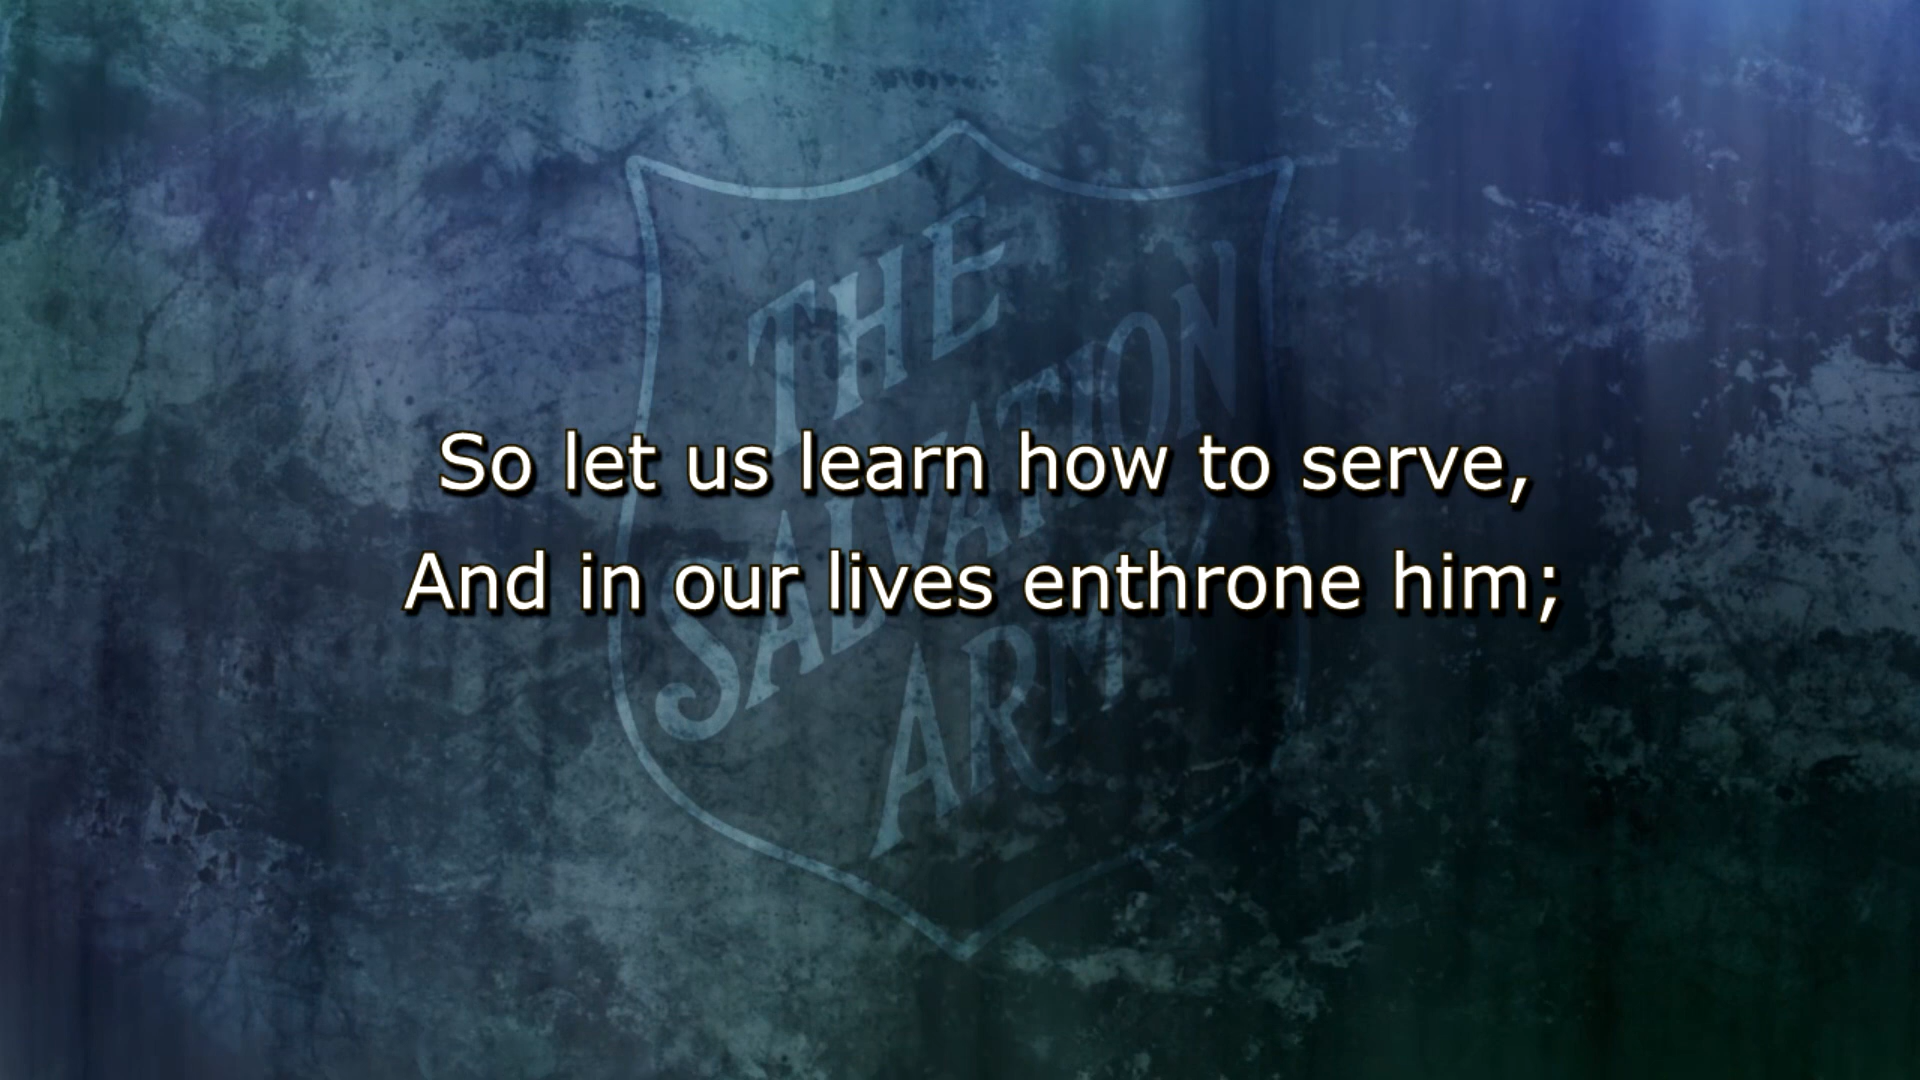 THE
SALVATION
ARMY
So let us learn how to serve,
And in our lives enthrone him;